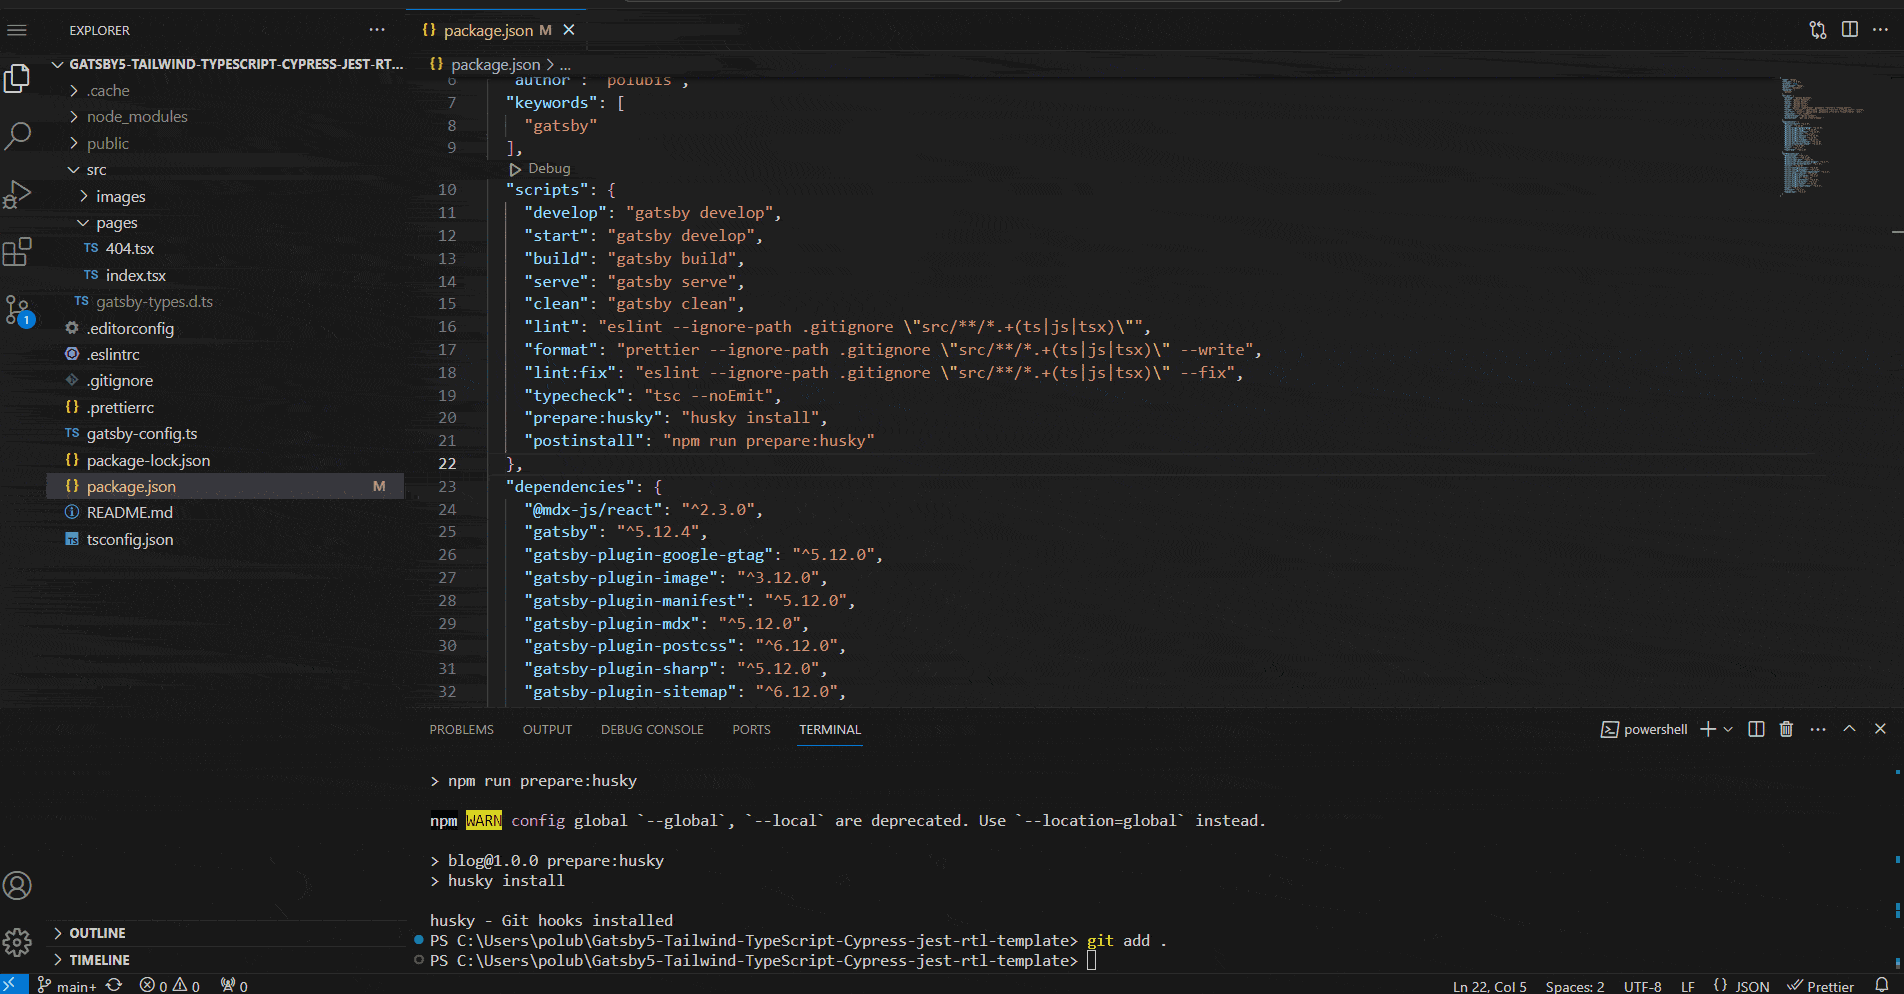 EXPLORER
GATSBY5-TAILWIND-TYPESCRIPT-CYPRESS-JEST-RT...
.cache
node_modules
public
src
images
pages
TS 404.tsx
TS index.tsx
TS gatsby-types.d.ts
.editorconfig
.eslintrc
.gitignore
{} .prettierrc
TS gatsby-config.ts
{} package-lock.json
{} package.json M
README.md
TS tsconfig.json
1
OUTLINE
TIMELINE
{} package.json M
{} package.json > ...
6 "author": "polubis",
7 "keywords": [
8 "gatsby"
9 ],
Debug
10 "scripts": {
11 "develop": "gatsby develop",
12 "start": "gatsby develop",
13 "build": "gatsby build",
14 "serve": "gatsby serve",
15 "clean": "gatsby clean",
16 "lint": "eslint --ignore-path .gitignore \"src/**/*.+(ts|js|tsx)\"",
17 "format": "prettier --ignore-path .gitignore \"src/**/*.+(ts|js|tsx)\" --write",
18 "lint:fix": "eslint --ignore-path .gitignore \"src/**/*.+(ts|js|tsx)\" --fix",
19 "typecheck": "tsc --noEmit",
20 "prepare:husky": "husky install",
21 "postinstall": "npm run prepare:husky"
22 },
23 "dependencies": {
24 "@mdx-js/react": "^2.3.0",
25 "gatsby": "^5.12.4",
26 "gatsby-plugin-google-gtag": "^5.12.0",
27 "gatsby-plugin-image": "^3.12.0",
28 "gatsby-plugin-manifest": "^5.12.0",
29 "gatsby-plugin-mdx": "^5.12.0",
30 "gatsby-plugin-postcss": "^6.12.0",
31 "gatsby-plugin-sharp": "^5.12.0",
32 "gatsby-plugin-sitemap": "^6.12.0",
PROBLEMS OUTPUT DEBUG CONSOLE PORTS TERMINAL
powershell
> npm run prepare:husky
npm WARN config global `--global`, `--local` are deprecated. Use `--location=global` instead.
> blog@1.0.0 prepare:husky
> husky install
husky - Git hooks installed
PS C:\Users\polub\Gatsby5-Tailwind-TypeScript-Cypress-jest-rtl-template> git add .
PS C:\Users\polub\Gatsby5-Tailwind-TypeScript-Cypress-jest-rtl-template>
main+ 0 0 0
Ln 22, Col 5 Spaces: 2 UTF-8 LF {} JSON Prettier